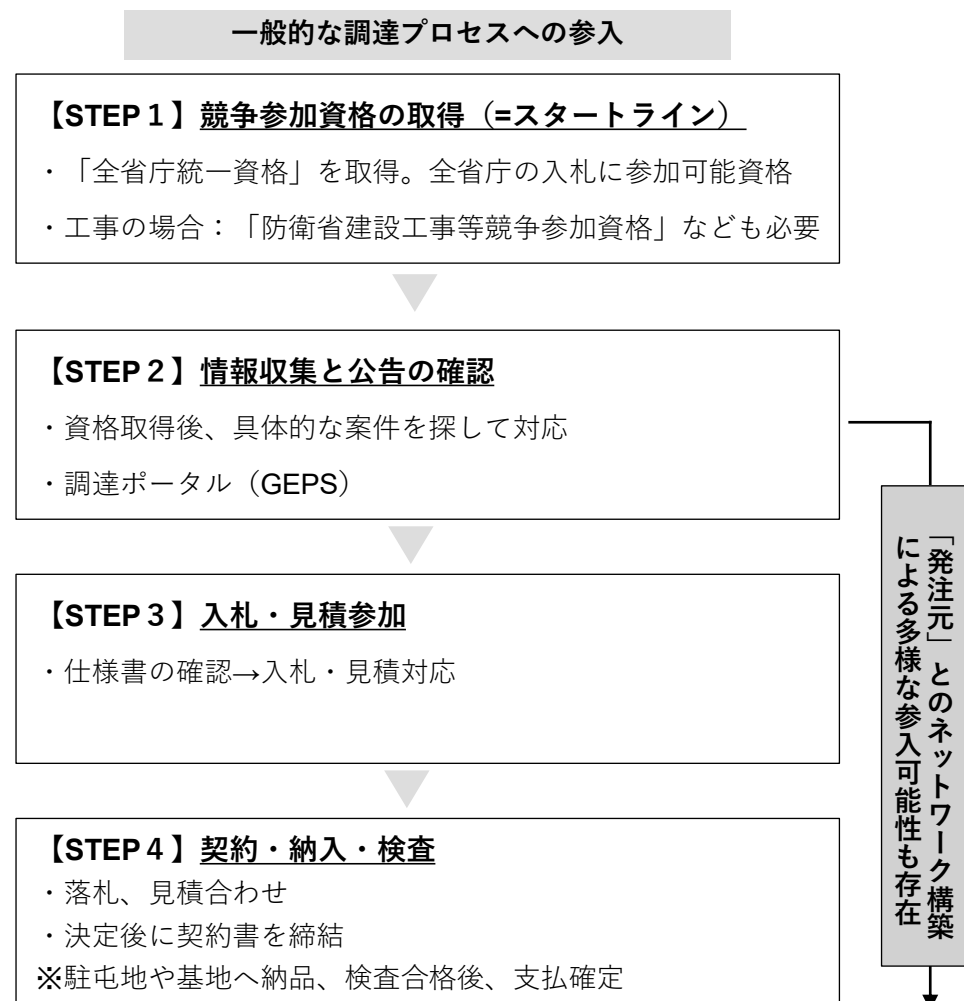 一般的な調達プロセスへの参入
【STEP１】競争参加資格の取得（=スタートライン）
・「全省庁統一資格」を取得。全省庁の入札に参加可能資格
・工事の場合：「防衛省建設工事等競争参加資格」なども必要
【STEP２】情報収集と公告の確認
・資格取得後、具体的な案件を探して対応
・調達ポータル（GEPS）
【STEP３】入札・見積参加
・仕様書の確認→入札・見積対応
【STEP４】契約・納入・検査
・落札、見積合わせ
・決定後に契約書を締結
※駐屯地や基地へ納品、検査合格後、支払確定
「発注元」とのネットワーク構築
による多様な参入可能性も存在